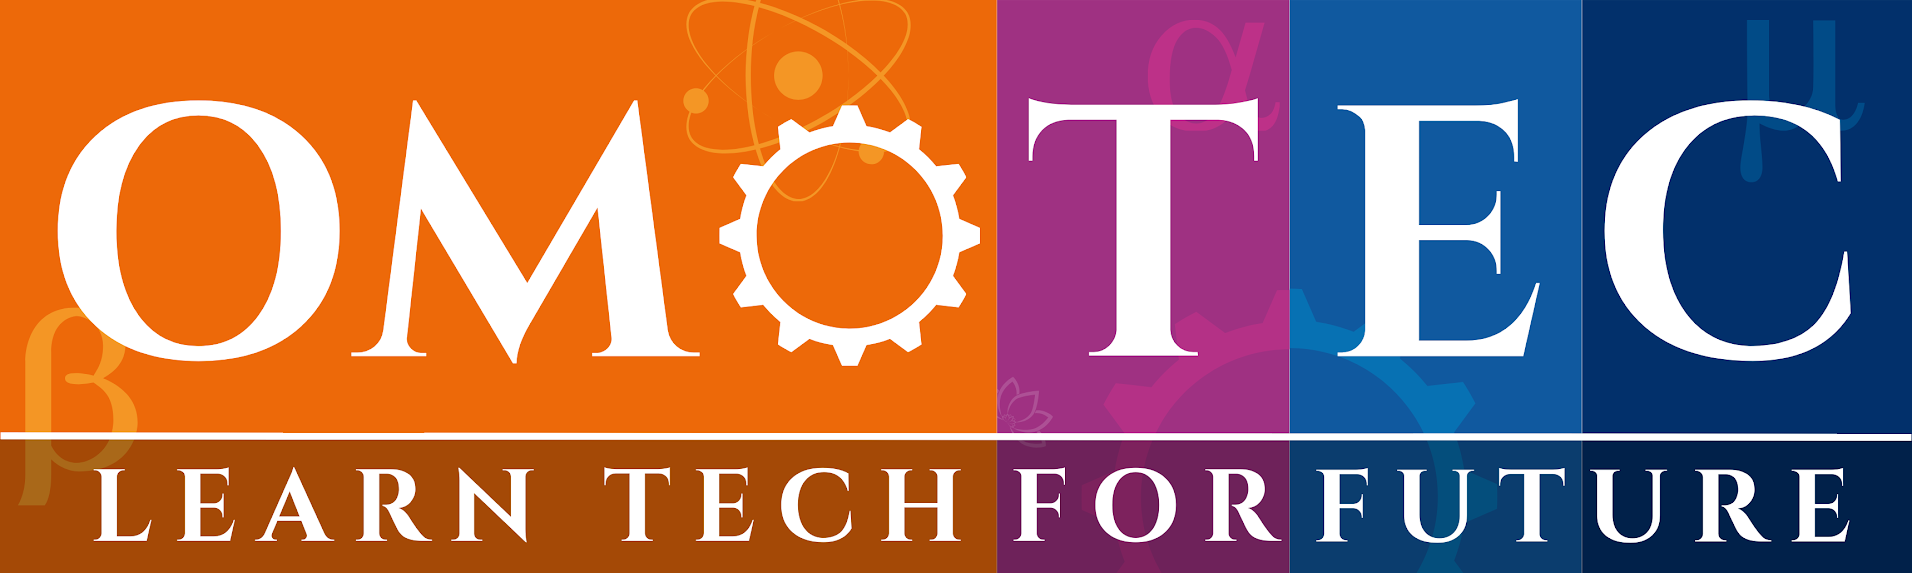 OMOTEC
LEARN TECH FOR FUTURE
α
μ
β